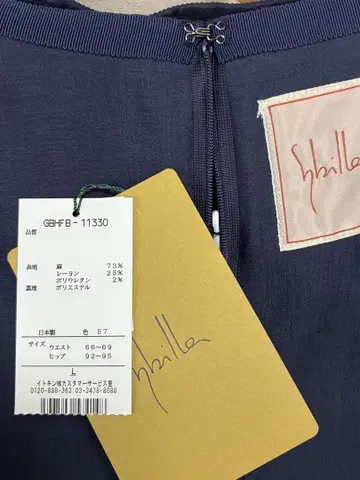 Sybilla
GBHFB-11330
品番
表地 麻 73%
レーヨン 25%
ポリウレタン 2%
裏地 ポリエステル
日本製 色 57
サイズ ウエスト 66~69
ヒップ 92~95
L
イトキン㈱カスタマーサービス室
0120-888-363:03-3478-8088
Sybilla